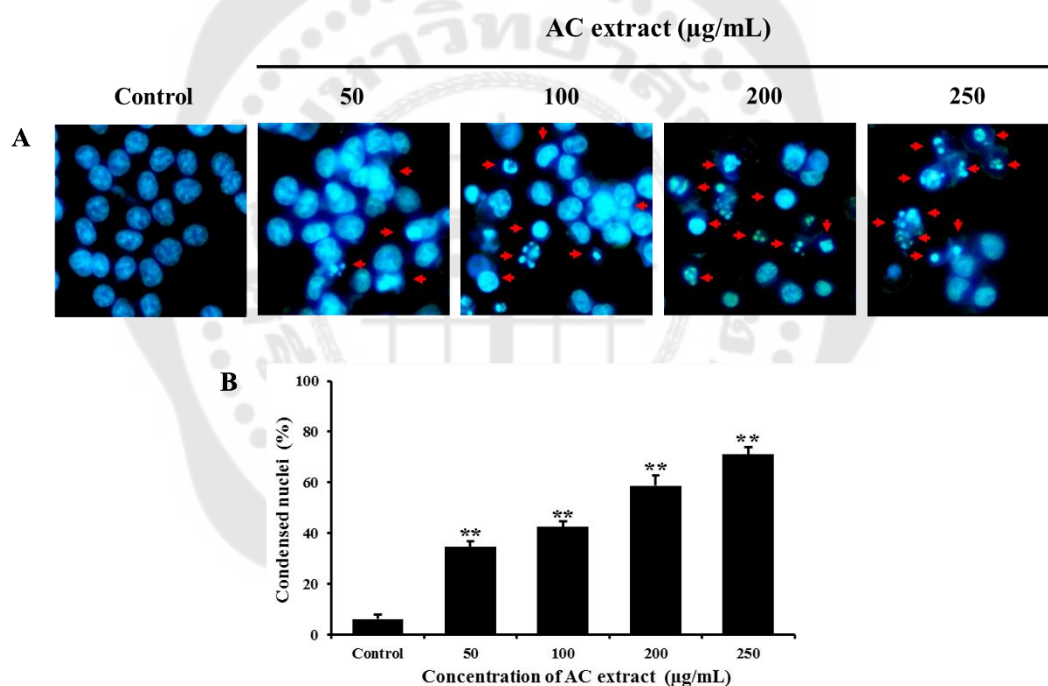 AC extract (µg/mL)
Control 50 100 200 250
A
B
Condensed nuclei (%)
100
80
60
40
20
0
** ** ** **
Control 50 100 200 250
Concentration of AC extract (µg/mL)